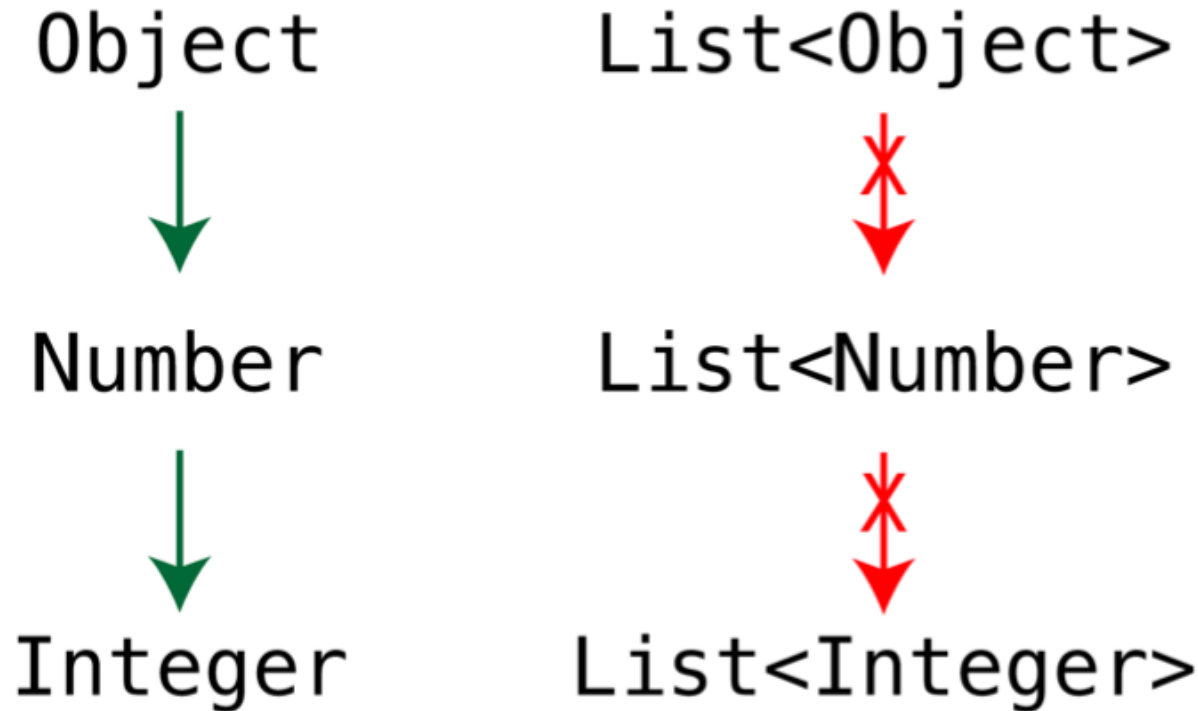 Object List<Object>
X
Number List<Number>
X
Integer List<Integer>